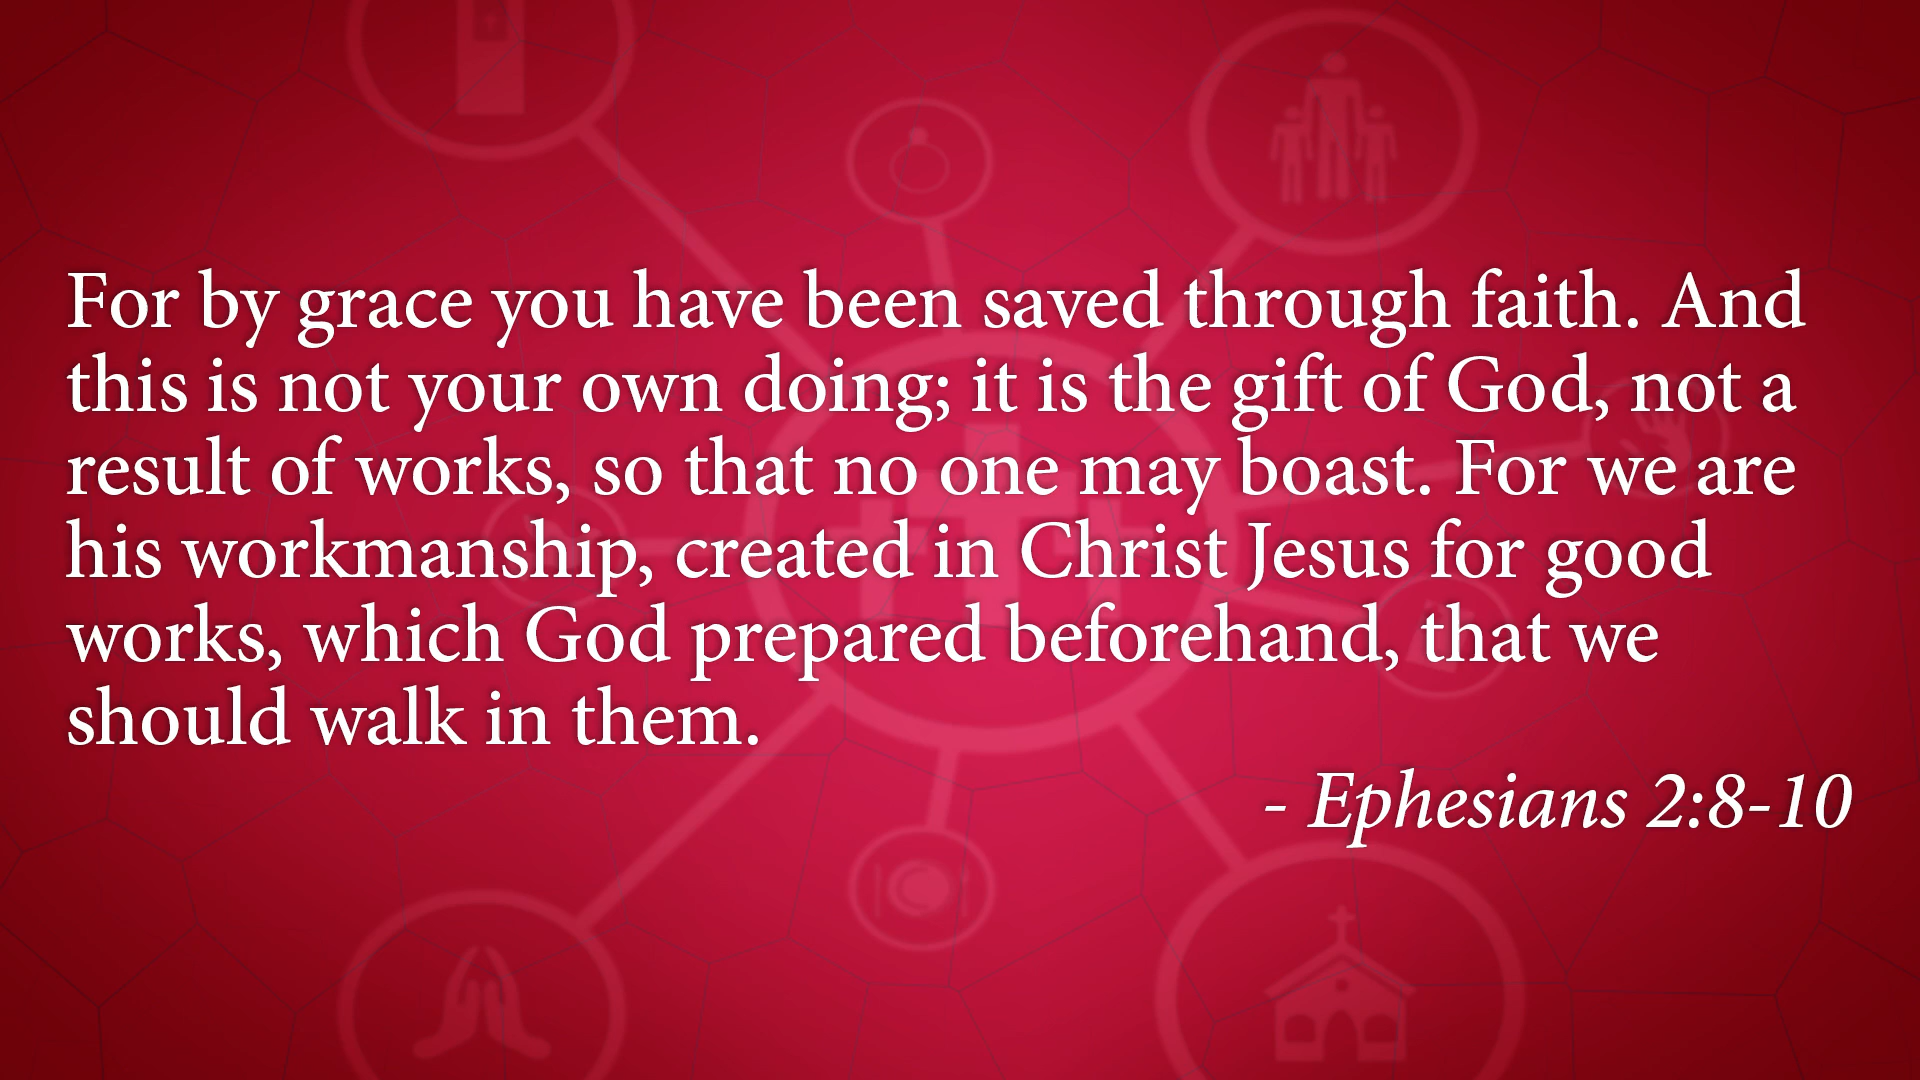 For by grace you have been saved through faith. And
this is not your own doing; it is the gift of God, not a
result of works, so that no one may boast. For we are
his workmanship, created in Christ Jesus for good
works, which God prepared beforehand, that we
should walk in them.
- Ephesians 2:8-10